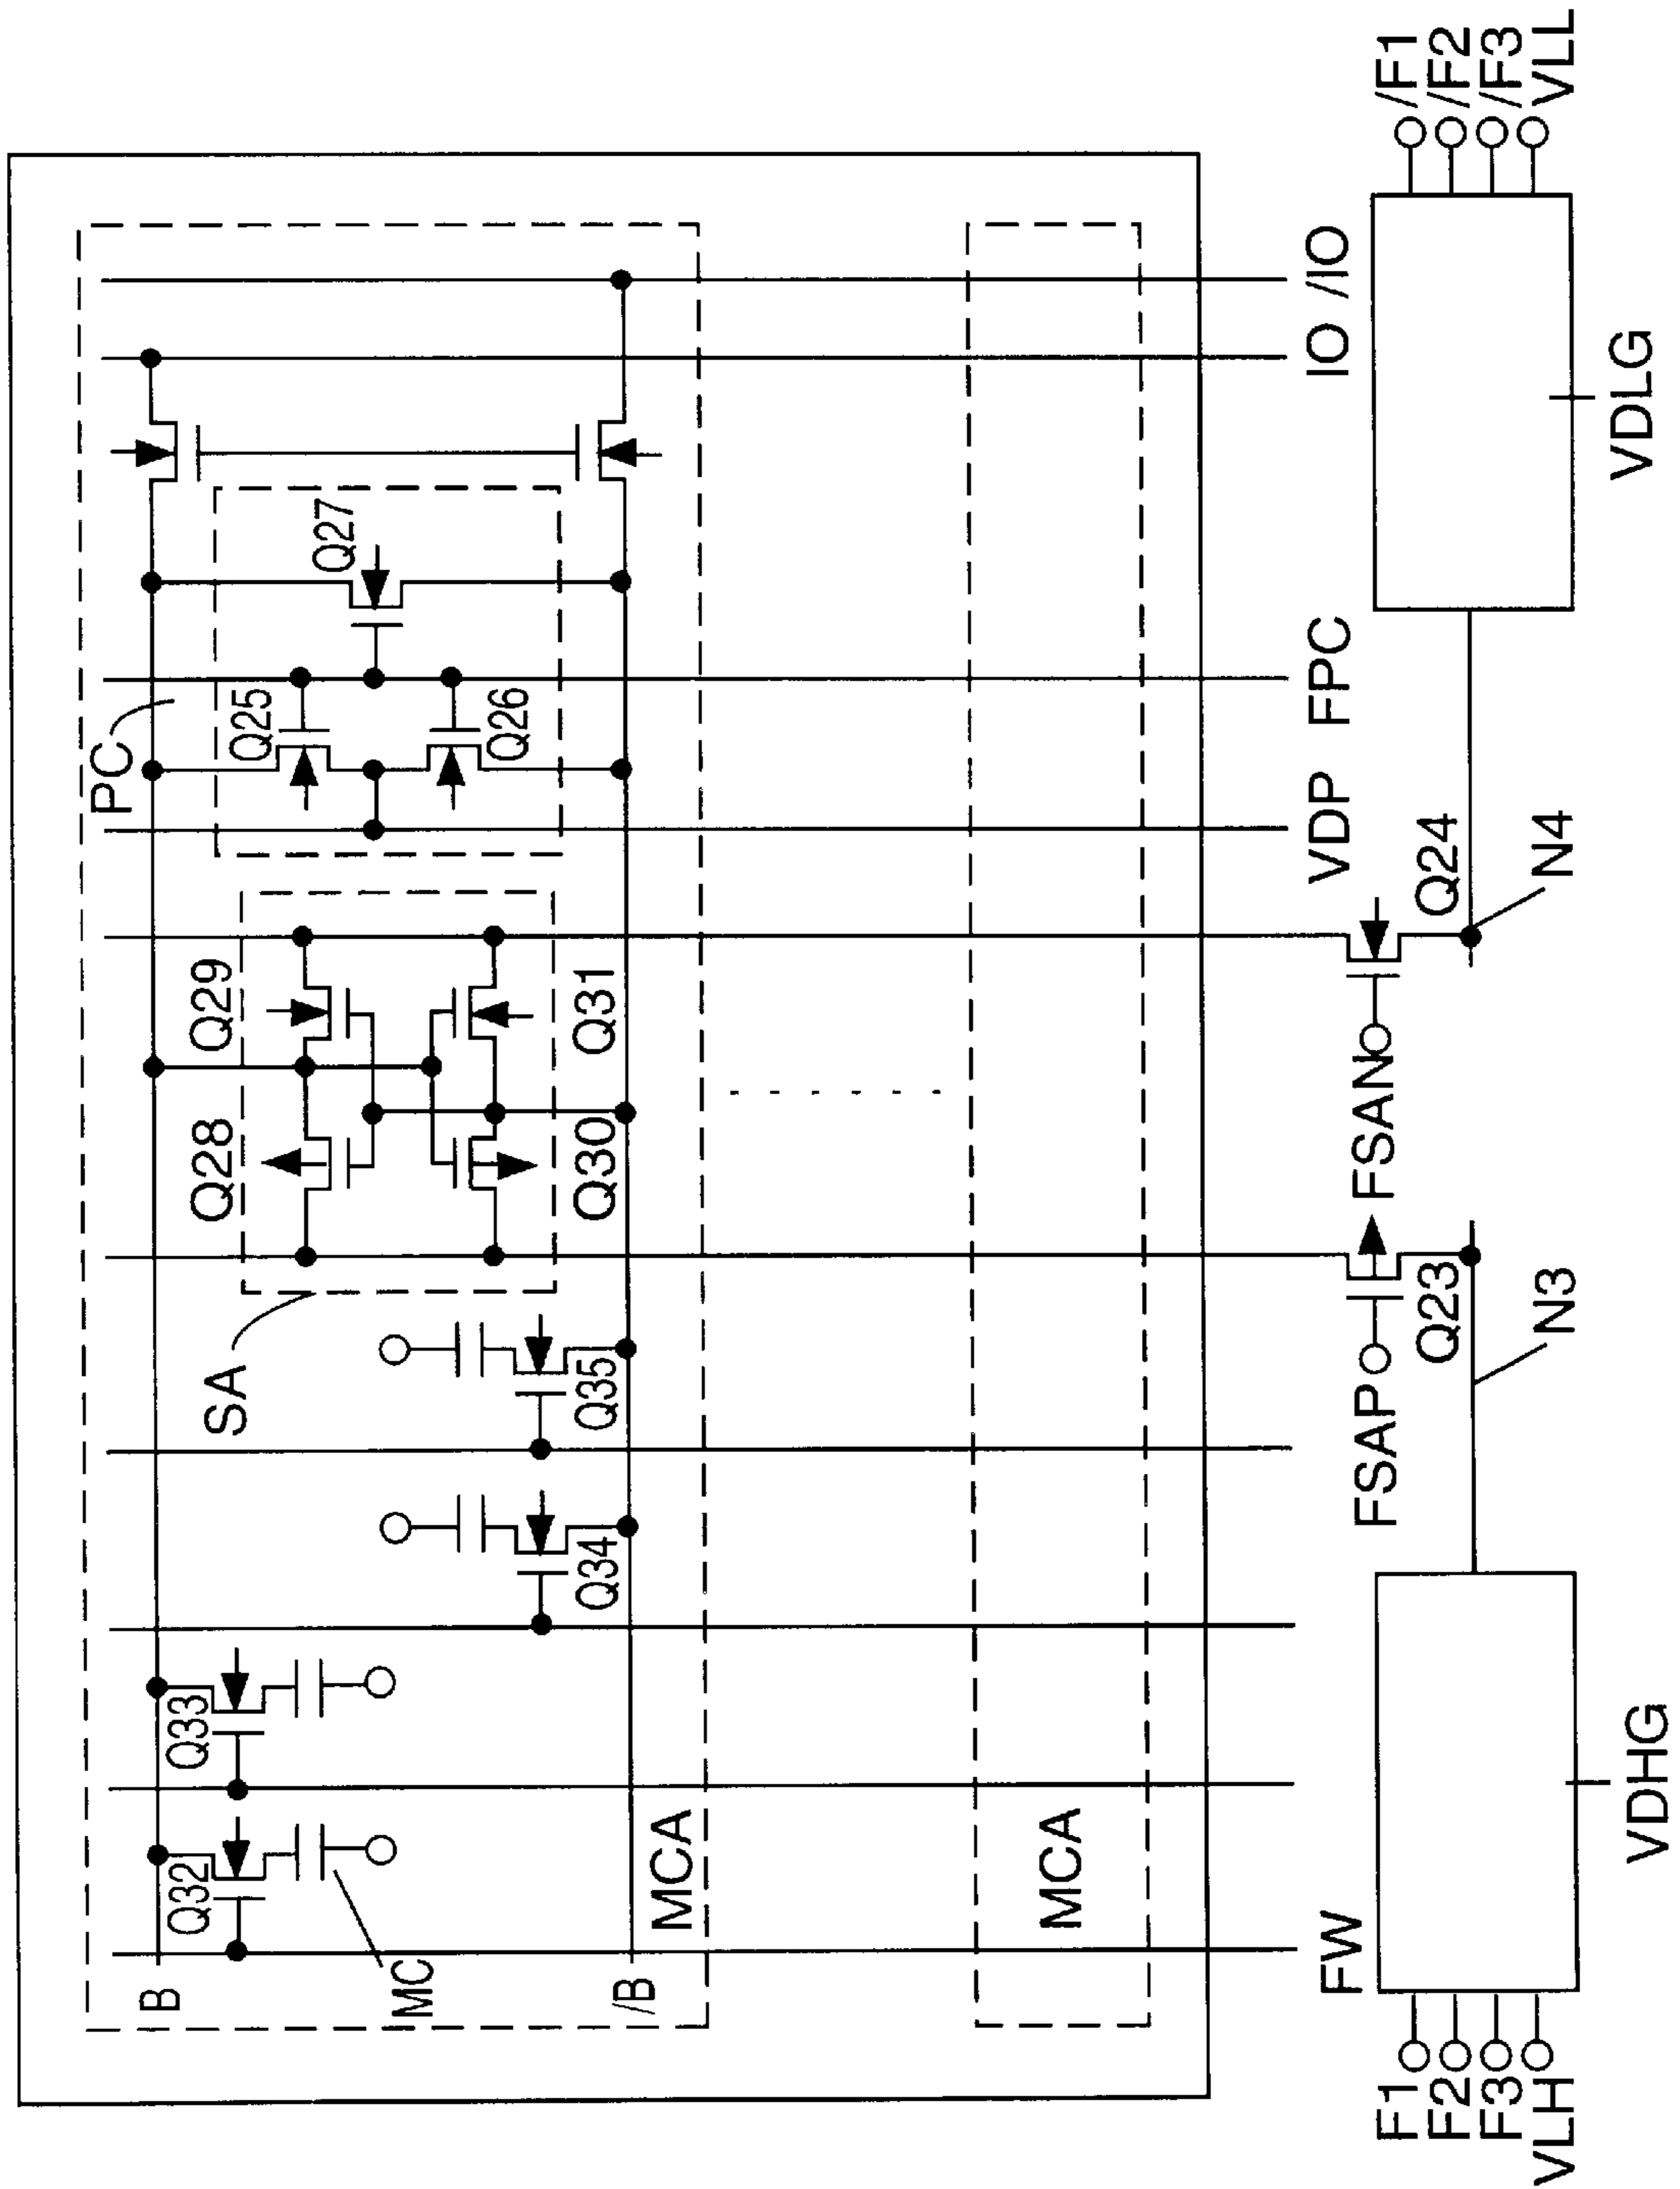 B
/B
MC
Q32
Q33
Q34
Q35
SA
Q28
Q29
Q30
Q31
PC
Q25
Q26
Q27
MCA
MCA
FW
VDP
FPC
IO
/IO
FSAP
Q23
N3
FSAN
Q24
N4
F1
F2
F3
VLH
VDHG
/F1
/F2
/F3
VLL
VDLG